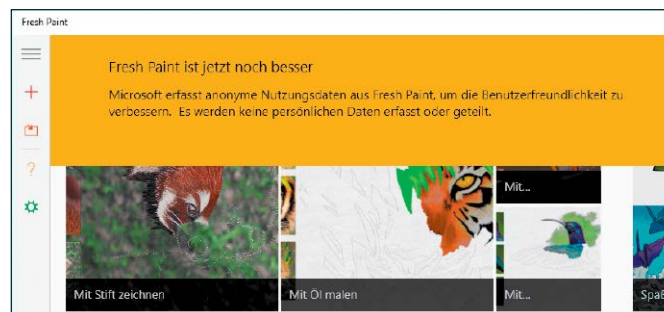 Fresh Paint
Fresh Paint ist jetzt noch besser
Microsoft erfasst anonyme Nutzungsdaten aus Fresh Paint, um die Benutzerfreundlichkeit zu
verbessern. Es werden keine persönlichen Daten erfasst oder geteilt.
Mit...
Mit Stift zeichnen
Mit Öl malen
Mit...
Spaß